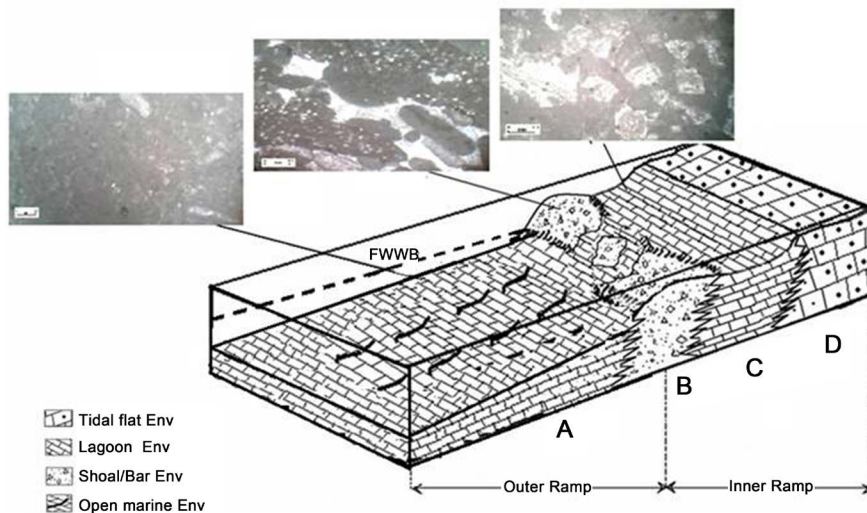 FWWB
A
B
C
D
Tidal flat Env
Lagoon Env
Shoal/Bar Env
Open marine Env
Outer Ramp
Inner Ramp